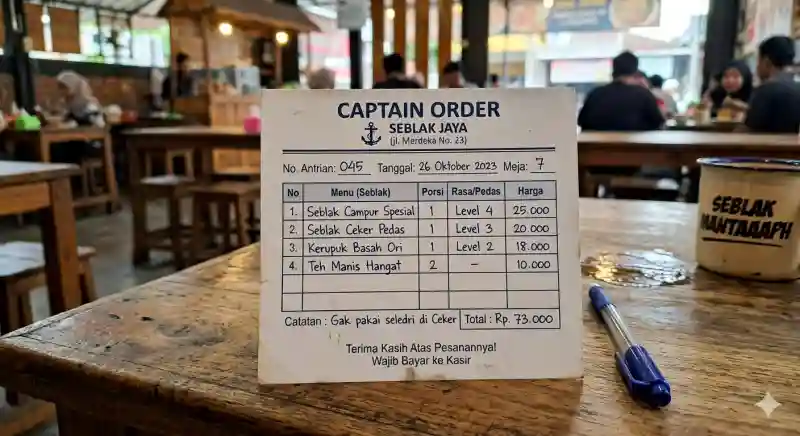 CAPTAIN ORDER
SEBLAK JAYA
(jl. Merdeka No. 23)
No. Antrian: 045 Tanggal: 26 Oktober 2023 Meja: 7
No Menu (Seblak) Porsi Rasa/Pedas Harga
1. Seblak Campur Spesial 1 Level 4 25.000
2. Seblak Ceker Pedas 1 Level 3 20.000
3. Kerupuk Basah Ori 1 Level 2 18.000
4. Teh Manis Hangat 2 – 10.000
Catatan : Gak pakai seledri di Ceker Total : Rp. 73.000
Terima Kasih Atas Pesanannya!
Wajib Bayar ke Kasir
SEBLAK
MANTAAAPH